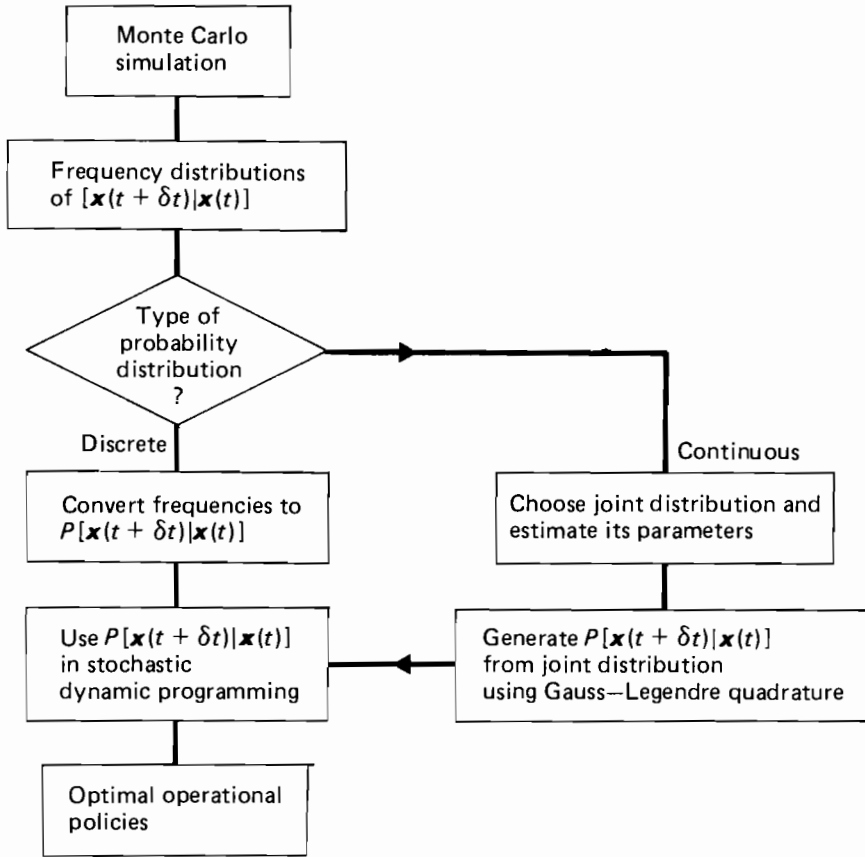 Monte Carlo
simulation
Frequency distributions
of [x(t + δt)|x(t)]
Type of
probability
distribution
?
Discrete
Continuous
Convert frequencies to
P[x(t + δt)|x(t)]
Choose joint distribution and
estimate its parameters
Use P[x(t + δt)|x(t)]
in stochastic
dynamic programming
Generate P[x(t + δt)|x(t)]
from joint distribution
using Gauss—Legendre quadrature
Optimal operational
policies